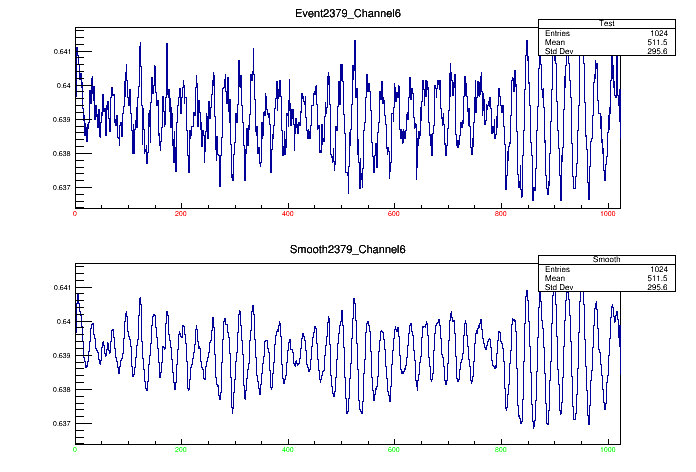 Event2379_Channel6
Test
Entries 1024
Mean 511.5
Std Dev 295.6
0.641
0.64
0.639
0.638
0.637
0 200 400 600 800 1000
Smooth2379_Channel6
Smooth
Entries 1024
Mean 511.5
Std Dev 295.6
0.641
0.64
0.639
0.638
0.637
0 200 400 600 800 1000